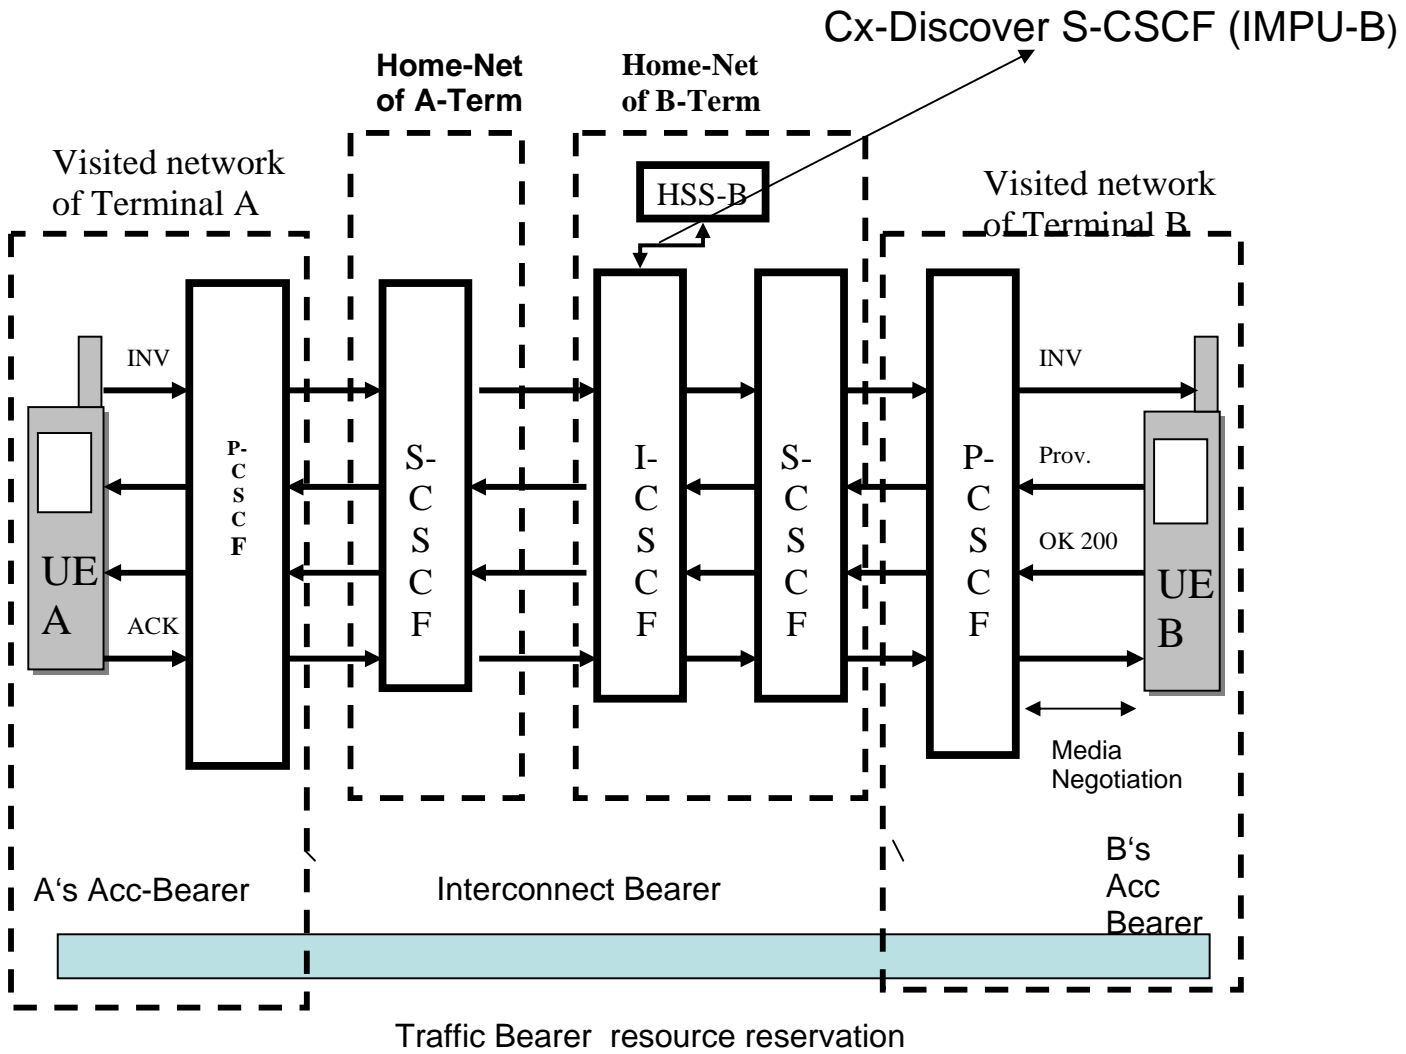 Cx-Discover S-CSCF (IMPU-B)
Home-Net
of A-Term
Home-Net
of B-Term
Visited network
of Terminal A
HSS-B
Visited network
of Terminal B
INV
INV
P-
C
S
C
F
S-
C
S
C
F
I-
C
S
C
F
S-
C
S
C
F
P-
C
S
C
F
Prov.
OK 200
UE
A
UE
B
ACK
Media
Negotiation
A‘s Acc-Bearer
Interconnect Bearer
B‘s
Acc
Bearer
Traffic Bearer  resource reservation